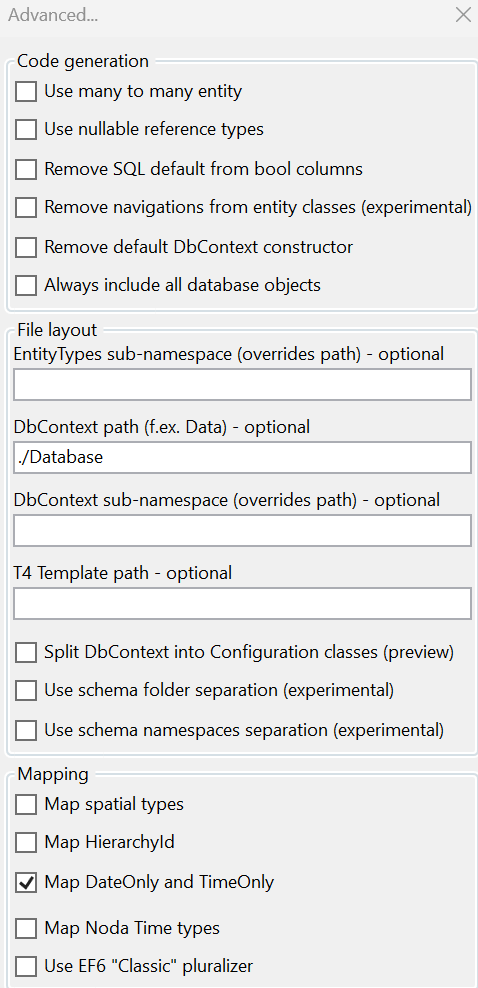 Advanced...
Code generation
Use many to many entity
Use nullable reference types
Remove SQL default from bool columns
Remove navigations from entity classes (experimental)
Remove default DbContext constructor
Always include all database objects
File layout
EntityTypes sub-namespace (overrides path) - optional
DbContext path (f.ex. Data) - optional
./Database
DbContext sub-namespace (overrides path) - optional
T4 Template path - optional
Split DbContext into Configuration classes (preview)
Use schema folder separation (experimental)
Use schema namespaces separation (experimental)
Mapping
Map spatial types
Map HierarchyId
Map DateOnly and TimeOnly
Map Noda Time types
Use EF6 "Classic" pluralizer